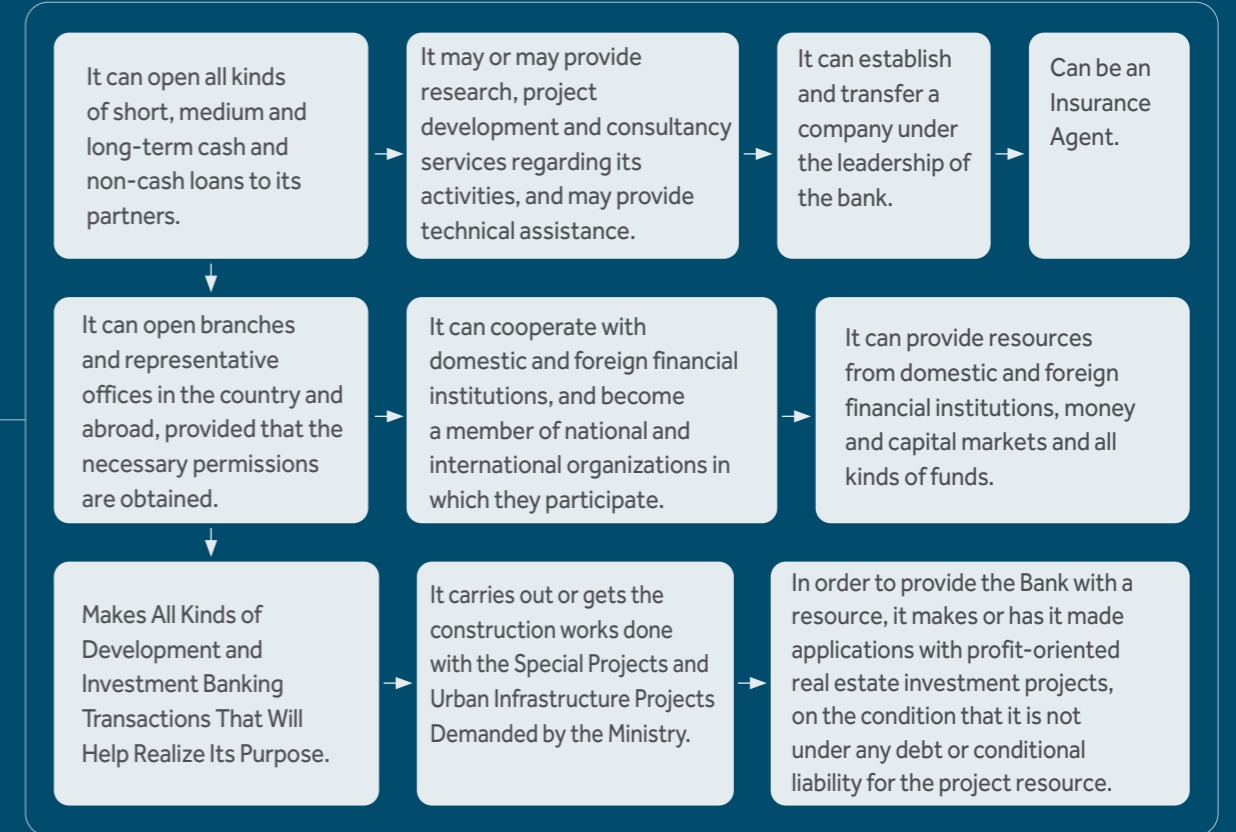 It can open all kinds
of short, medium and
long-term cash and
non-cash loans to its
partners.
It may or may provide
research, project
development and consultancy
services regarding its
activities, and may provide
technical assistance.
It can establish
and transfer a
company under
the leadership of
the bank.
Can be an
Insurance
Agent.
It can open branches
and representative
offices in the country and
abroad, provided that the
necessary permissions
are obtained.
It can cooperate with
domestic and foreign financial
institutions, and become
a member of national and
international organizations in
which they participate.
It can provide resources
from domestic and foreign
financial institutions, money
and capital markets and all
kinds of funds.
Makes All Kinds of
Development and
Investment Banking
Transactions That Will
Help Realize Its Purpose.
It carries out or gets the
construction works done
with the Special Projects and
Urban Infrastructure Projects
Demanded by the Ministry.
In order to provide the Bank with a
resource, it makes or has it made
applications with profit-oriented
real estate investment projects,
on the condition that it is not
under any debt or conditional
liability for the project resource.